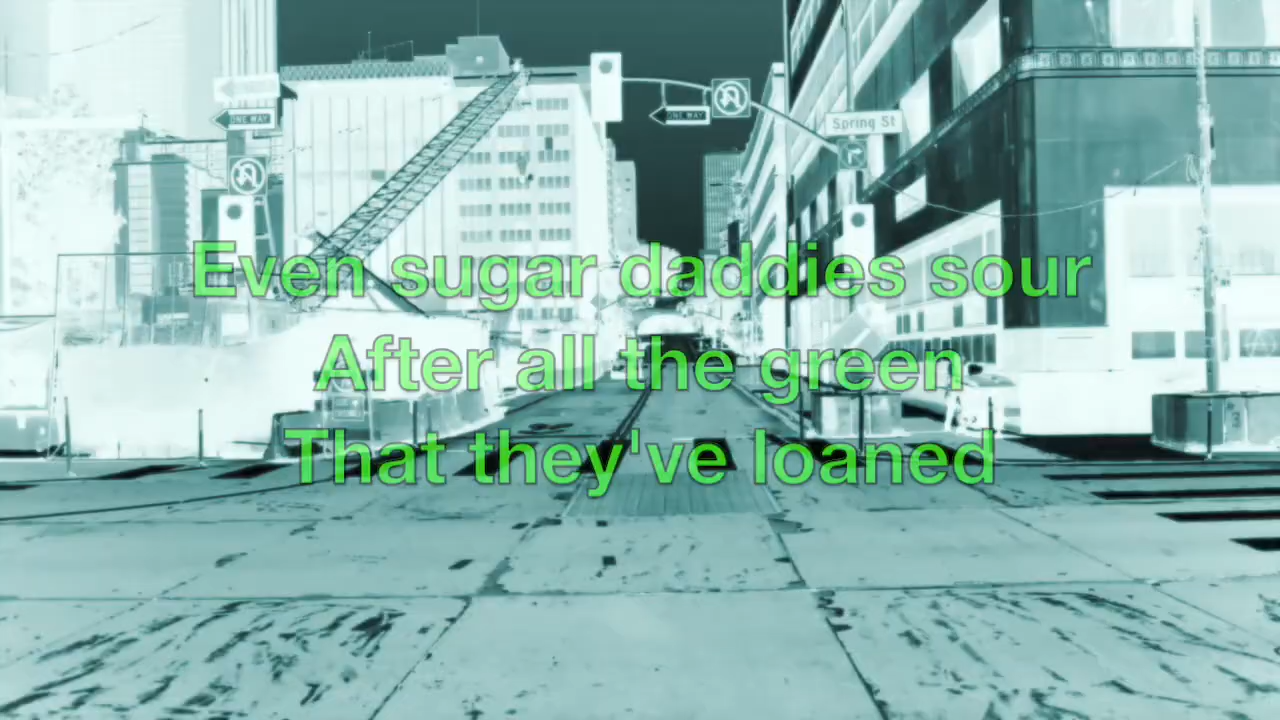 ONE WAY
ONE WAY
Spring St
Even sugar daddies sour
After all the green
That they've loaned